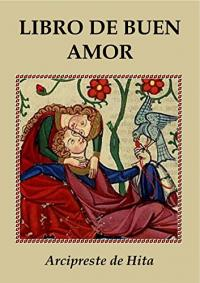 LIBRO DE BUEN
AMOR
Arcipreste de Hita